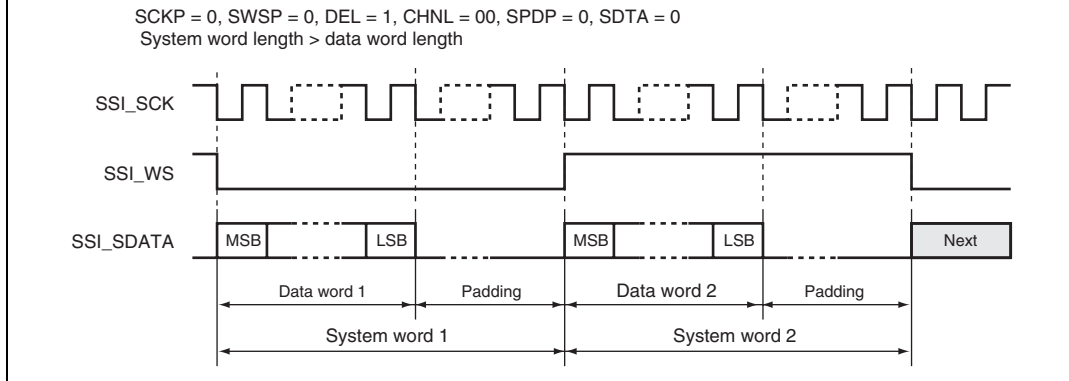 SCKP = 0, SWSP = 0, DEL = 1, CHNL = 00, SPDP = 0, SDTA = 0
System word length > data word length
SSI_SCK
SSI_WS
SSI_SDATA
MSB
LSB
MSB
LSB
Next
Data word 1
Padding
Data word 2
Padding
System word 1
System word 2